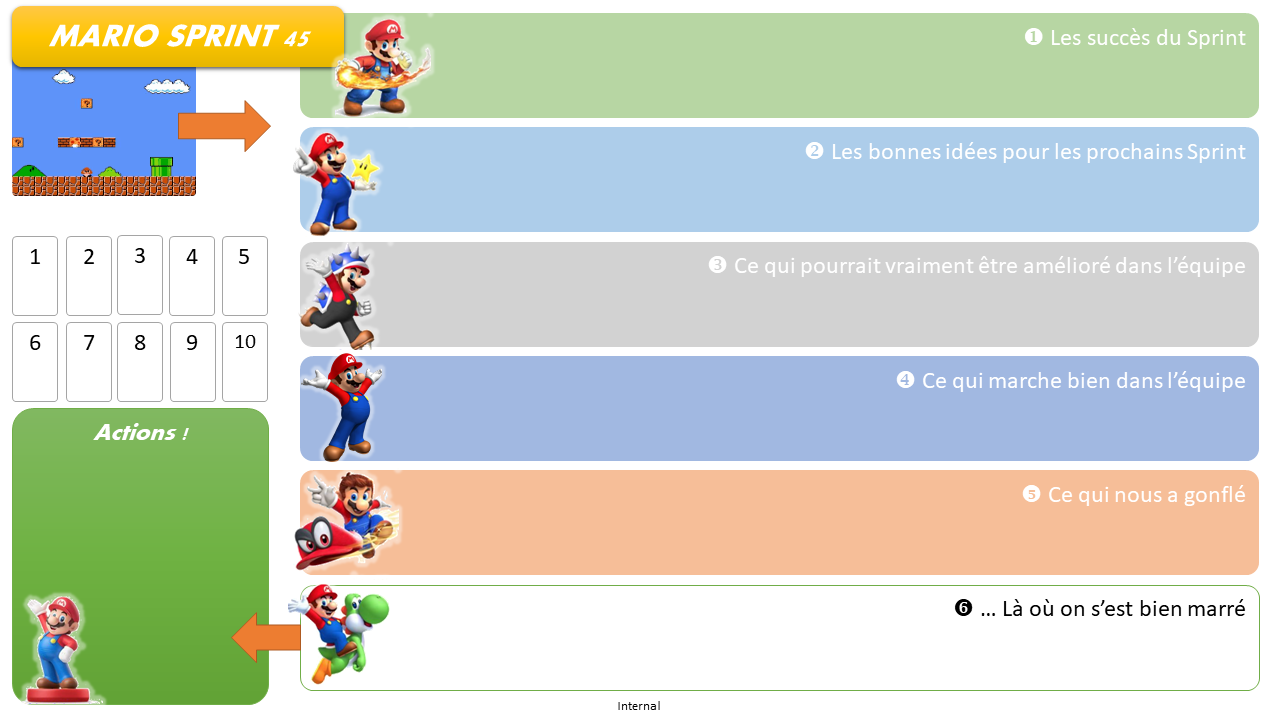 MARIO SPRINT 45
❶ Les succès du Sprint
❷ Les bonnes idées pour les prochains Sprint
❸ Ce qui pourrait vraiment être amélioré dans l’équipe
❹ Ce qui marche bien dans l’équipe
❺ Ce qui nous a gonflé
❻ ... Là où on s’est bien marré
1 2 3 4 5
6 7 8 9 10
Actions !
Internal